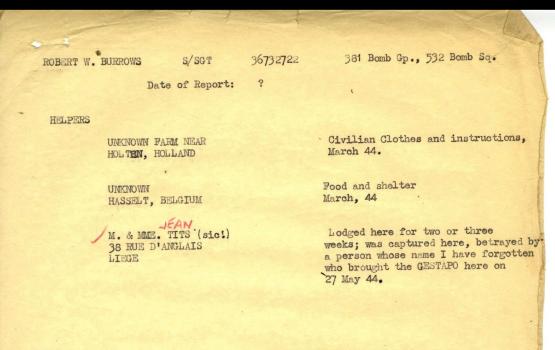 ROBERT W. BURROWS S/SGT 36732722 381 Bomb Gp., 532 Bomb Sq.
Date of Report: ?
HELPERS
UNKNOWN FARM NEAR
HOLTEN, HOLLAND
Civilian Clothes and instructions,
March 44.
UNKNOWN
HASSELT, BELGIUM
Food and shelter
March, 44
JEAN
M. & MME. TITS (sic!)
38 RUE D'ANGLAIS
LIEGE
Lodged here for two or three
weeks; was captured here, betrayed by
a person whose name I have forgotten
who brought the GESTAPO here on
27 May 44.